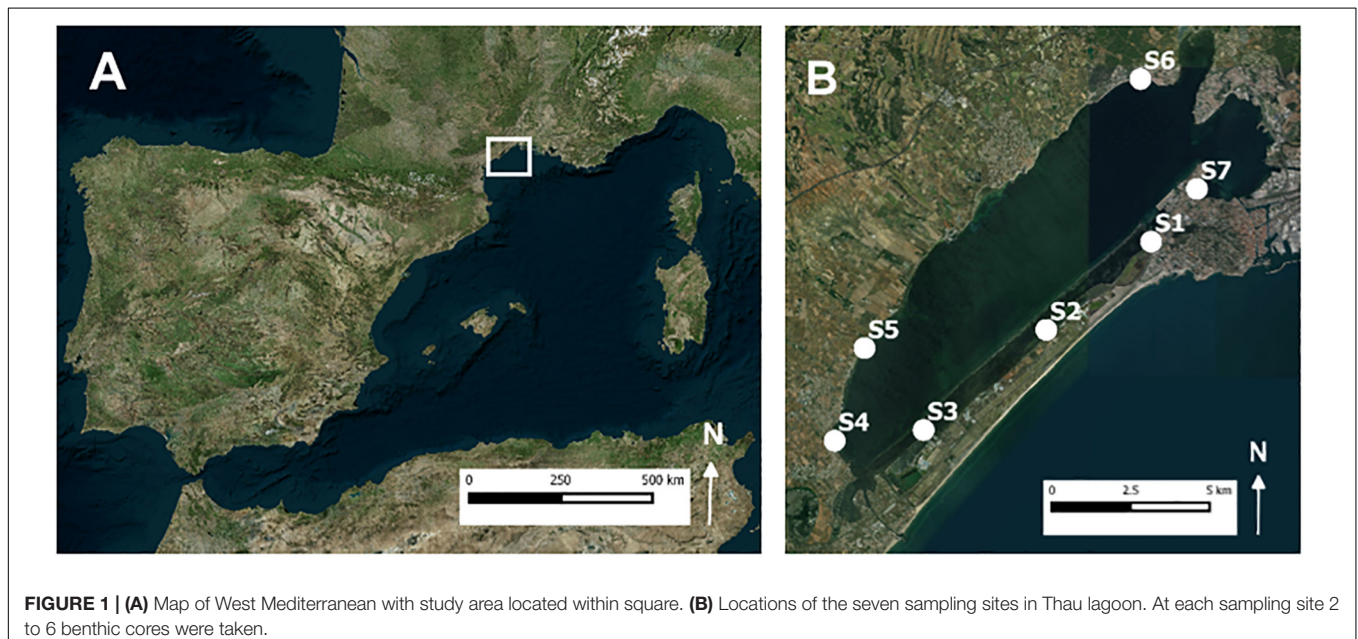 A
N
0 250 500 km
B
S6
S7
S1
S2
S5
S3
S4
N
0 2.5 5 km
FIGURE 1 | (A) Map of West Mediterranean with study area located within square. (B) Locations of the seven sampling sites in Thau lagoon. At each sampling site 2
to 6 benthic cores were taken.